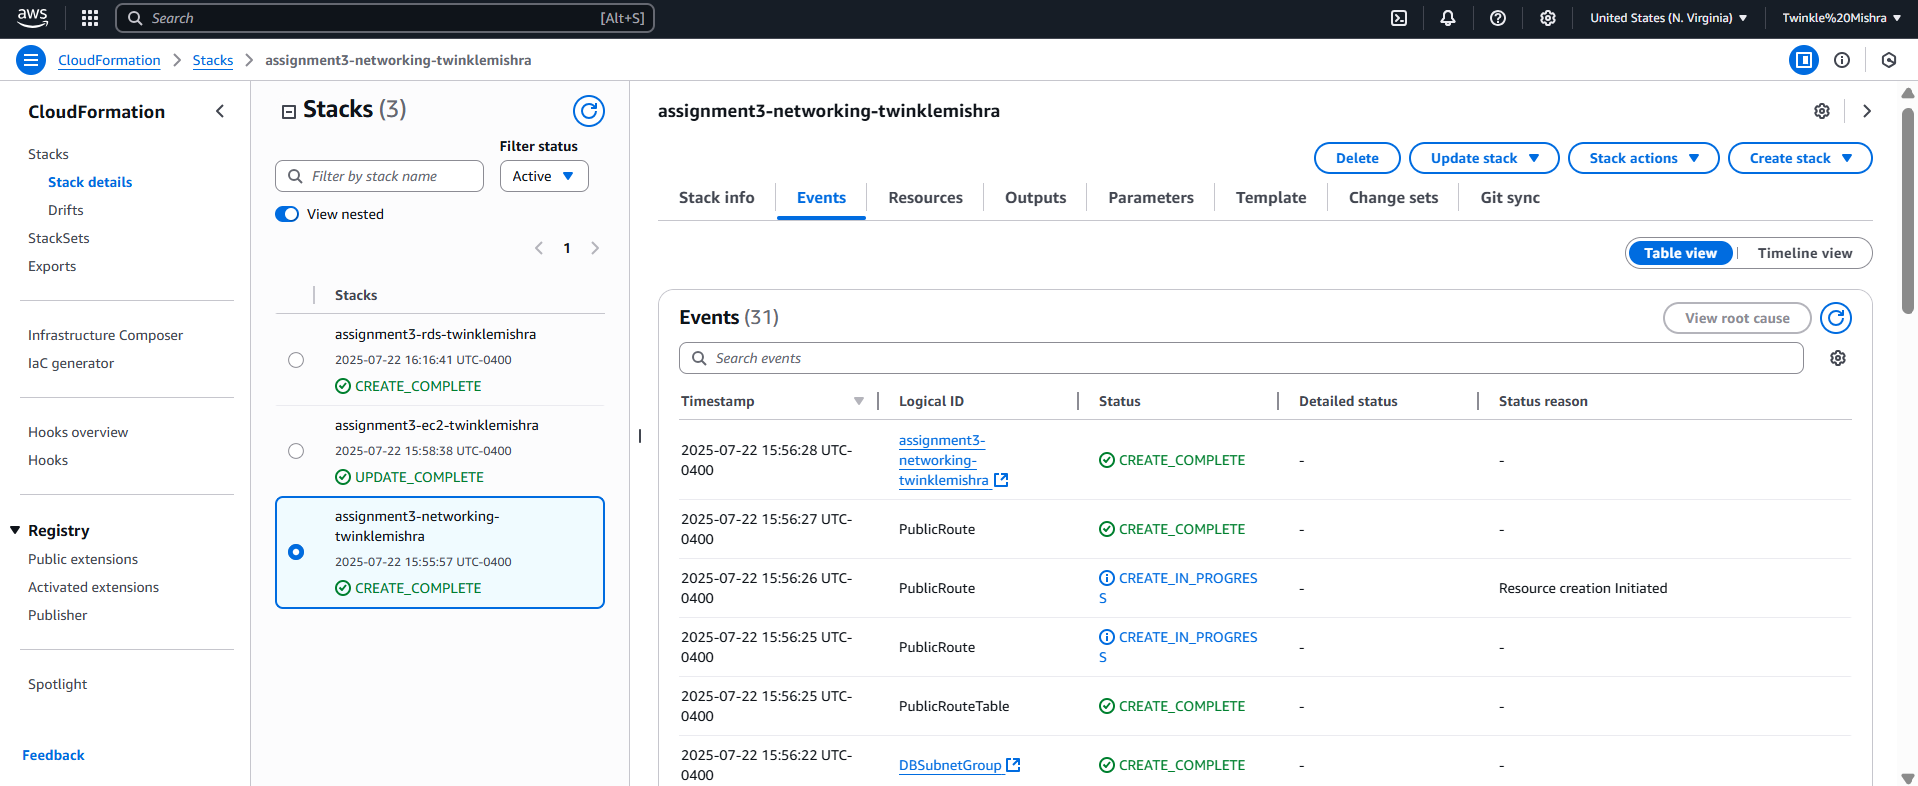 aws
Search [Alt+S]
United States (N. Virginia)
Twinkle%20Mishra
CloudFormation
Stacks
assignment3-networking-twinklemishra
CloudFormation
Stacks
Stack details
Drifts
StackSets
Exports
Infrastructure Composer
IaC generator
Hooks overview
Hooks
Registry
Public extensions
Activated extensions
Publisher
Spotlight
Feedback
Stacks (3)
Filter status
Filter by stack name
Active
View nested
1
Stacks
assignment3-rds-twinklemishra
2025-07-22 16:16:41 UTC-0400
CREATE_COMPLETE
assignment3-ec2-twinklemishra
2025-07-22 15:58:38 UTC-0400
UPDATE_COMPLETE
assignment3-networking-
twinklemishra
2025-07-22 15:55:57 UTC-0400
CREATE_COMPLETE
assignment3-networking-twinklemishra
Delete
Update stack
Stack actions
Create stack
Stack info
Events
Resources
Outputs
Parameters
Template
Change sets
Git sync
Table view
Timeline view
Events (31)
View root cause
Search events
Timestamp
Logical ID
Status
Detailed status
Status reason
2025-07-22 15:56:28 UTC-
0400
assignment3-
networking-
twinklemishra
CREATE_COMPLETE
-
-
2025-07-22 15:56:27 UTC-
0400
PublicRoute
CREATE_COMPLETE
-
-
2025-07-22 15:56:26 UTC-
0400
PublicRoute
CREATE_IN_PROGRES
S
-
Resource creation Initiated
2025-07-22 15:56:25 UTC-
0400
PublicRoute
CREATE_IN_PROGRES
S
-
-
2025-07-22 15:56:25 UTC-
0400
PublicRouteTable
CREATE_COMPLETE
-
-
2025-07-22 15:56:22 UTC-
0400
DBSubnetGroup
CREATE_COMPLETE
-
-